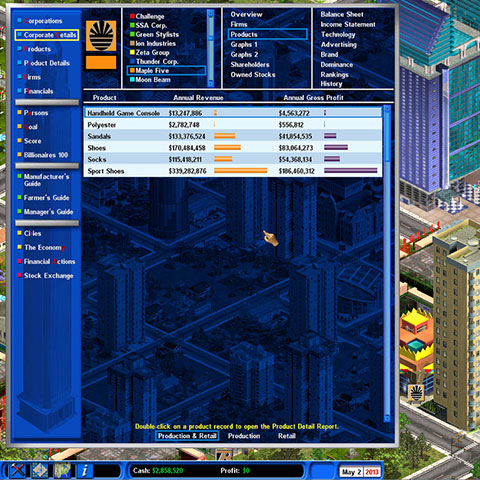 Corporations
Corporate Details
Products
Product Details
Firms
Financials
Persons
Goal
Score
Billionaires 100
Manufacturer's
Guide
Farmer's Guide
Manager's Guide
Cities
The Economy
Financial Actions
Stock Exchange
Challenge
SSA Corp.
Green Stylists
Ion Industries
Zeta Group
Thunder Corp.
Maple Five
Moon Beam
Overview
Firms
Products
Graphs 1
Graphs 2
Shareholders
Owned Stocks
Balance Sheet
Income Statement
Technology
Advertising
Brand
Dominance
Rankings
History
Product Annual Revenue Annual Gross Profit
Handheld Game Console $13,247,886 $4,563,272
Polyester $2,782,748 $556,812
Sandals $133,376,524 $41,854,535
Shoes $170,484,458 $83,064,273
Socks $115,418,211 $54,368,134
Sport Shoes $339,282,876 $186,460,312
Double-click on a product record to open the Product Detail Report.
Production & Retail Production Retail
i Cash: $2,858,520 Profit: $0 May 2 2013